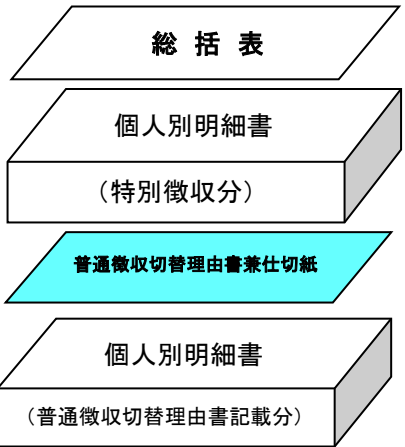 総括表
個人別明細書
（特別徴収分）
普通徴収切替理由書兼仕切紙
個人別明細書
（普通徴収切替理由書記載分）